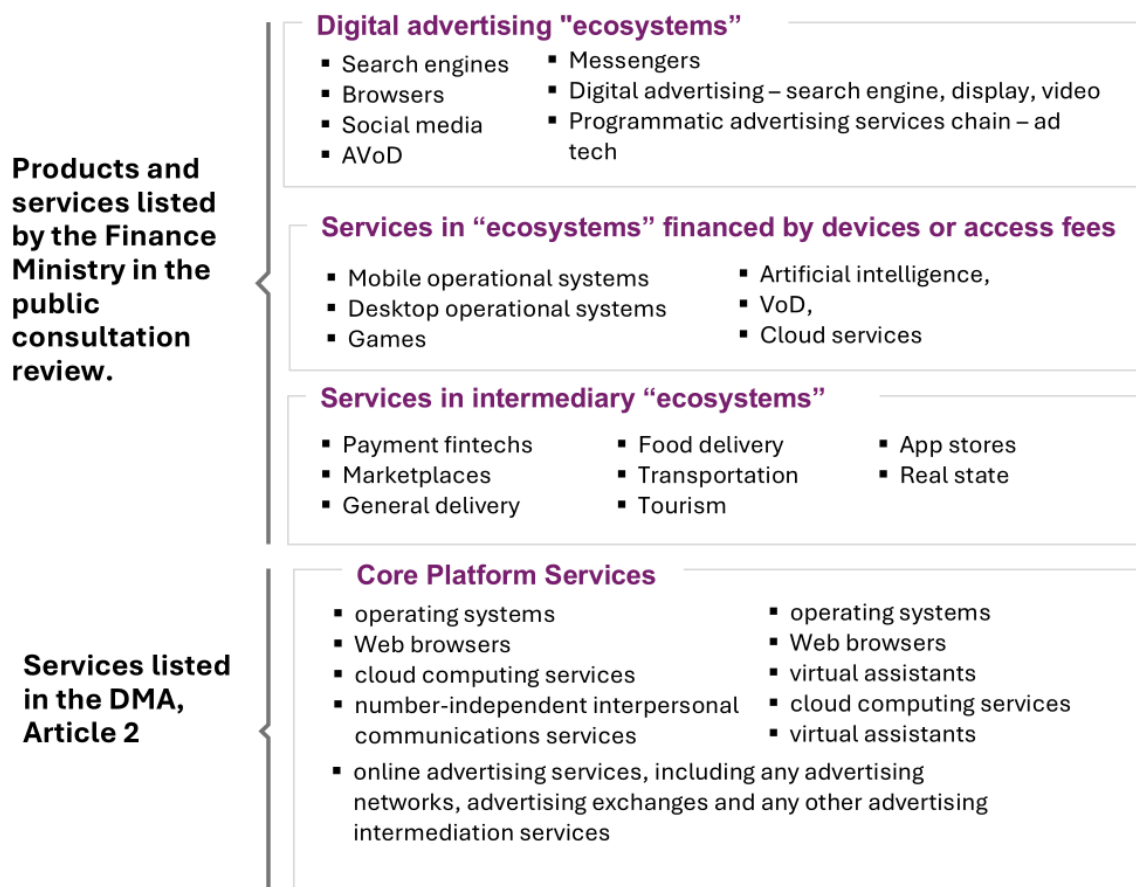 Products and
services listed
by the Finance
Ministry in the
public
consultation
review.
Digital advertising "ecosystems”
▪ Search engines
▪ Browsers
▪ Social media
▪ AVoD
▪ Messengers
▪ Digital advertising – search engine, display, video
▪ Programmatic advertising services chain – ad
tech
Services in “ecosystems” financed by devices or access fees
▪ Mobile operational systems
▪ Desktop operational systems
▪ Games
▪ Artificial intelligence,
▪ VoD,
▪ Cloud services
Services in intermediary “ecosystems”
▪ Payment fintechs
▪ Marketplaces
▪ General delivery
▪ Food delivery
▪ Transportation
▪ Tourism
▪ App stores
▪ Real state
Services listed
in the DMA,
Article 2
Core Platform Services
▪ operating systems
▪ Web browsers
▪ cloud computing services
▪ number-independent interpersonal
communications services
▪ operating systems
▪ Web browsers
▪ virtual assistants
▪ cloud computing services
▪ virtual assistants
▪ online advertising services, including any advertising
networks, advertising exchanges and any other advertising
intermediation services